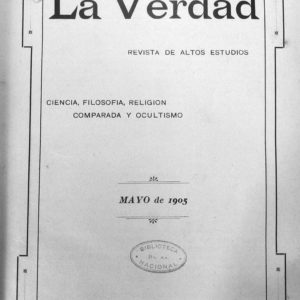 La Verdad
REVISTA DE ALTOS ESTUDIOS
CIENCIA, FILOSOFIA, RELIGION
COMPARADA Y OCULTISMO
MAYO de 1905
BIBLIOTECA
NACIONAL